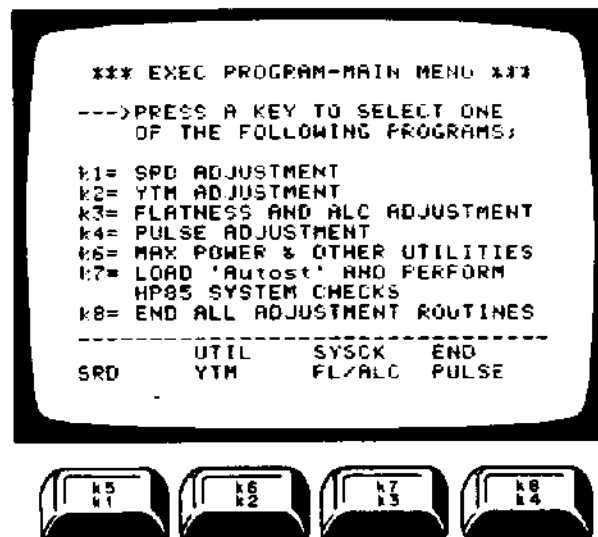 *** EXEC PROGRAM-MAIN MENU ***
--->PRESS A KEY TO SELECT ONE
OF THE FOLLOWING PROGRAMS:
k1= SPD ADJUSTMENT
k2= YTM ADJUSTMENT
k3= FLATNESS AND ALC ADJUSTMENT
k4= PULSE ADJUSTMENT
k6= MAX POWER & OTHER UTILITIES
k7= LOAD 'Autost' AND PERFORM
HP85 SYSTEM CHECKS
k8= END ALL ADJUSTMENT ROUTINES
--------------------------------
UTIL SYSCK END
SRD YTM FL/ALC PULSE
k5 k6 k7 k8
k1 k2 k3 k4